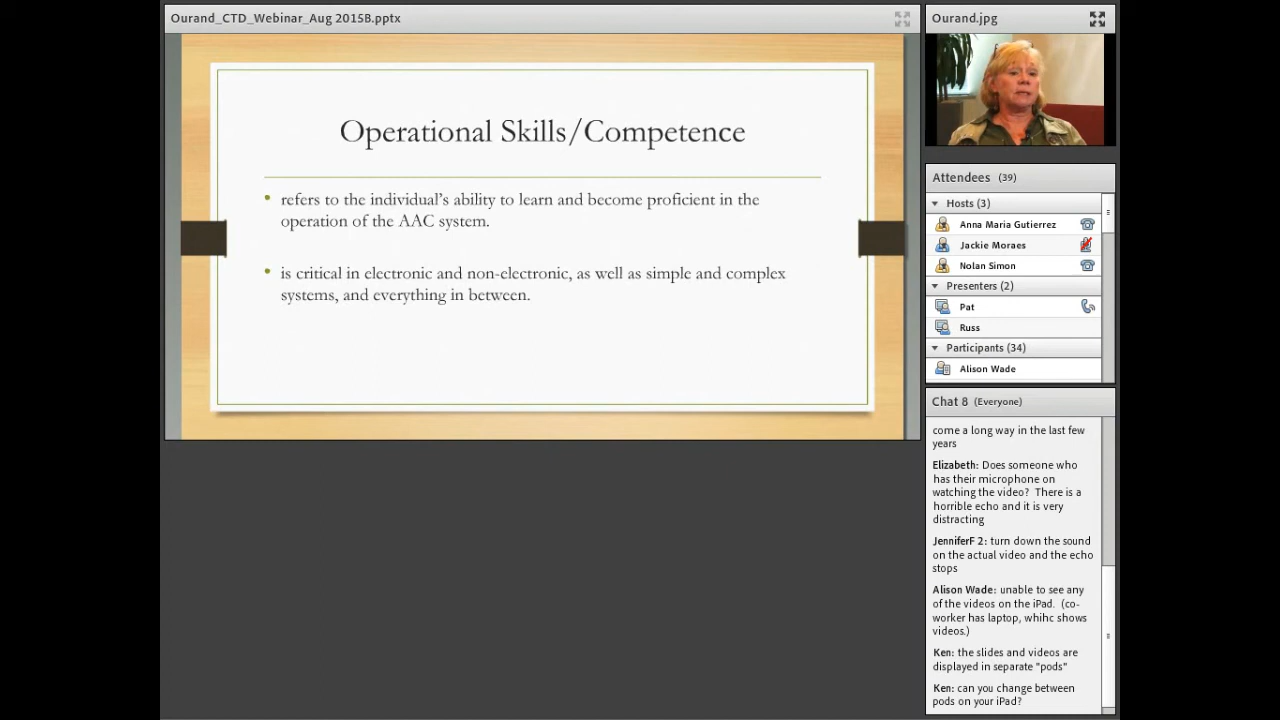 Ourand_CTD_Webinar_Aug 2015B.pptx
Operational Skills/Competence
• refers to the individual's ability to learn and become proficient in the
operation of the AAC system.
• is critical in electronic and non-electronic, as well as simple and complex
systems, and everything in between.
Ourand.jpg
Attendees (39)
Hosts (3)
Anna Maria Gutierrez
Jackie Moraes
Nolan Simon
Presenters (2)
Pat
Russ
Participants (34)
Alison Wade
Chat 8 (Everyone)
come a long way in the last few
years
Elizabeth: Does someone who
has their microphone on
watching the video? There is a
horrible echo and it is very
distracting
JenniferF 2: turn down the sound
on the actual video and the echo
stops
Alison Wade: unable to see any
of the videos on the iPad. (co-
worker has laptop, whihc shows
videos.)
Ken: the slides and videos are
displayed in separate "pods"
Ken: can you change between
pods on your iPad?